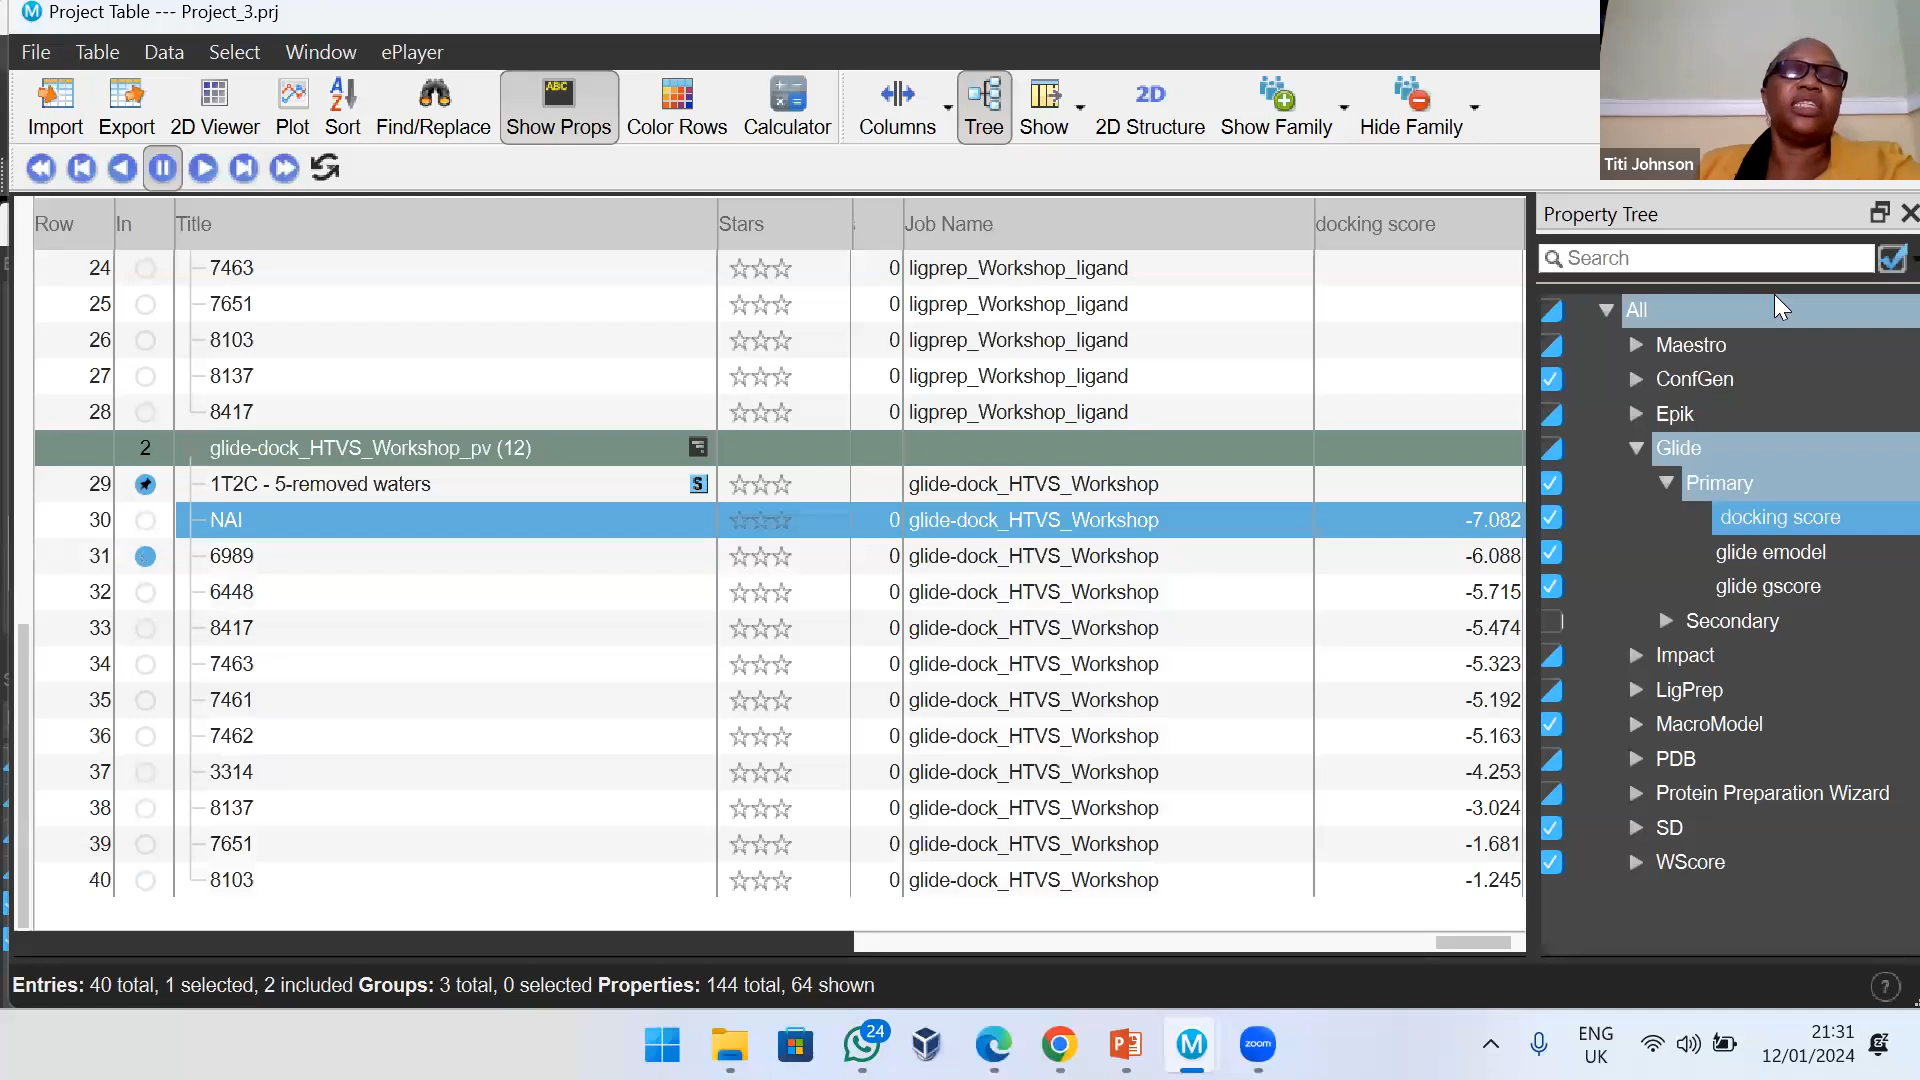 Project Table --- Project_3.prj
File Table Data Select Window ePlayer
Import Export 2D Viewer Plot Sort Find/Replace Show Props Color Rows Calculator Columns Tree Show 2D Structure Show Family Hide Family
ABC
A
Z
2D
Titi Johnson
Row In Title Stars Job Name docking score
24 7463 0 ligprep_Workshop_ligand
25 7651 0 ligprep_Workshop_ligand
26 8103 0 ligprep_Workshop_ligand
27 8137 0 ligprep_Workshop_ligand
28 8417 0 ligprep_Workshop_ligand
2 glide-dock_HTVS_Workshop_pv (12)
29 1T2C - 5-removed waters S glide-dock_HTVS_Workshop
30 NAI 0 glide-dock_HTVS_Workshop -7.082
31 6989 0 glide-dock_HTVS_Workshop -6.088
32 6448 0 glide-dock_HTVS_Workshop -5.715
33 8417 0 glide-dock_HTVS_Workshop -5.474
34 7463 0 glide-dock_HTVS_Workshop -5.323
35 7461 0 glide-dock_HTVS_Workshop -5.192
36 7462 0 glide-dock_HTVS_Workshop -5.163
37 3314 0 glide-dock_HTVS_Workshop -4.253
38 8137 0 glide-dock_HTVS_Workshop -3.024
39 7651 0 glide-dock_HTVS_Workshop -1.681
40 8103 0 glide-dock_HTVS_Workshop -1.245
Property Tree
Search
All
Maestro
ConfGen
Epik
Glide
Primary
docking score
glide emodel
glide gscore
Secondary
Impact
LigPrep
MacroModel
PDB
Protein Preparation Wizard
SD
WScore
Entries: 40 total, 1 selected, 2 included Groups: 3 total, 0 selected Properties: 144 total, 64 shown
24
zoom
ENG
UK
21:31
12/01/2024